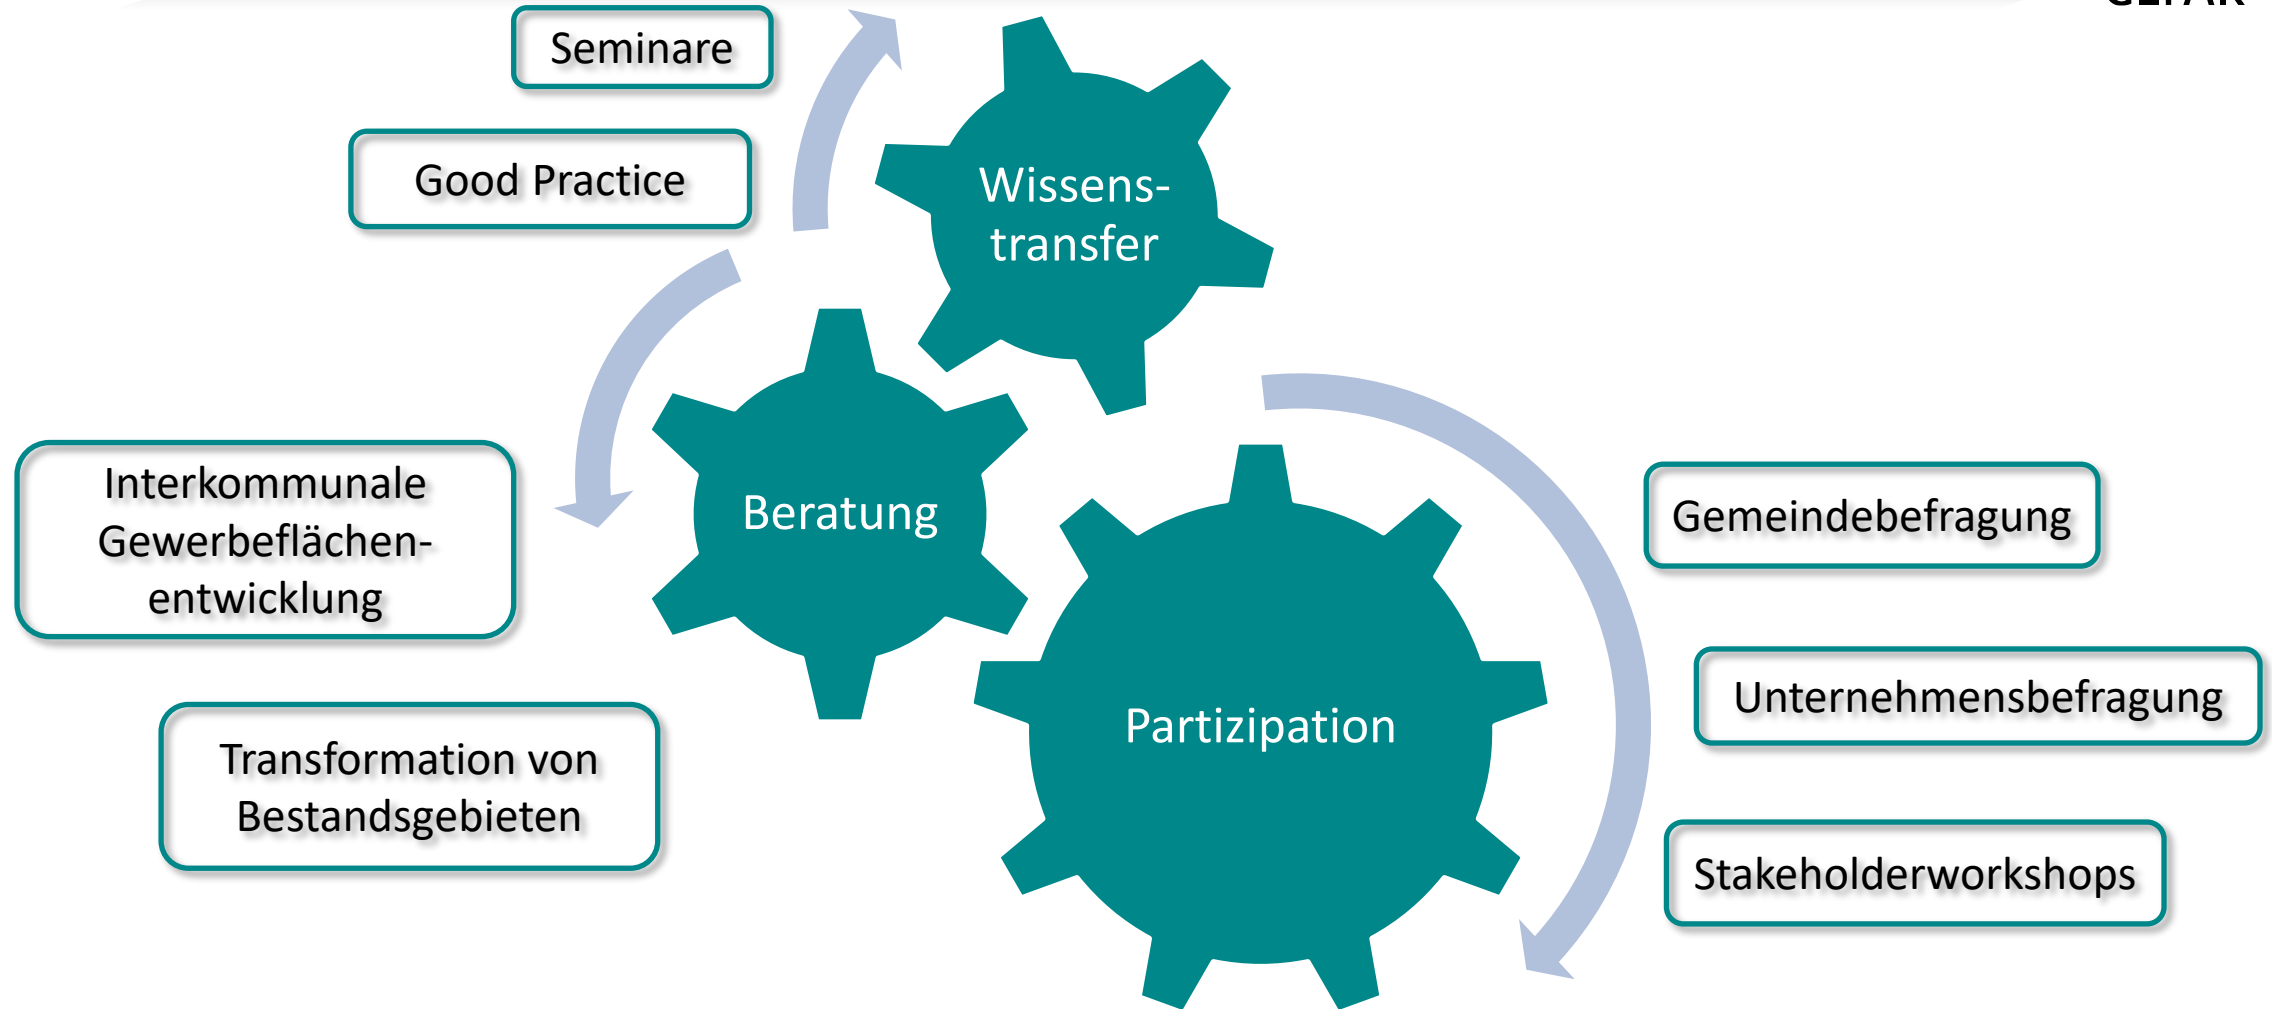 Seminare
Good Practice
Wissens-
transfer
Interkommunale
Gewerbeflächen-
entwicklung
Beratung
Transformation von
Bestandsgebieten
Partizipation
Gemeindebefragung
Unternehmensbefragung
Stakeholderworkshops